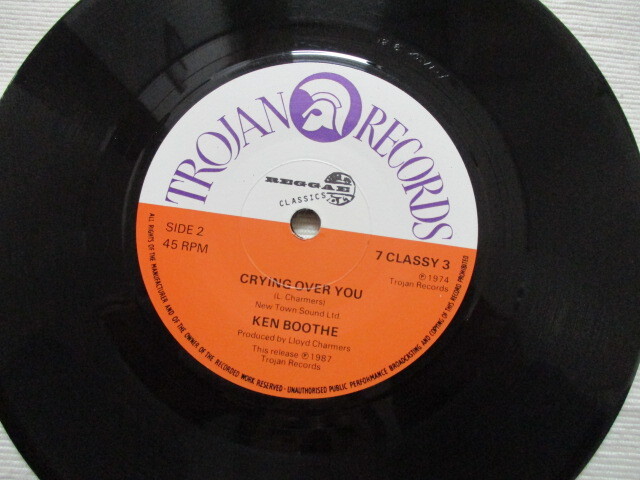 TROJAN RECORDS
REGGAE
CLASSICS
SIDE 2
45 RPM
7 CLASSY 3
℗ 1974
Trojan Records
CRYING OVER YOU
(L. Charmers)
New Town Sound Ltd.
KEN BOOTHE
Produced by Lloyd Charmers
This release ℗ 1987
Trojan Records
ALL RIGHTS OF THE MANUFACTURER AND OF THE OWNER OF THE RECORDED WORK RESERVED - UNAUTHORISED PUBLIC PERFORMANCE BROADCASTING AND COPYING OF THIS RECORD PROHIBITED